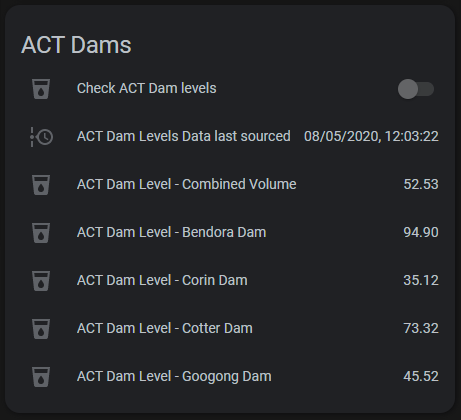 ACT Dams
Check ACT Dam levels
ACT Dam Levels Data last sourced 08/05/2020, 12:03:22
ACT Dam Level - Combined Volume 52.53
ACT Dam Level - Bendora Dam 94.90
ACT Dam Level - Corin Dam 35.12
ACT Dam Level - Cotter Dam 73.32
ACT Dam Level - Googong Dam 45.52